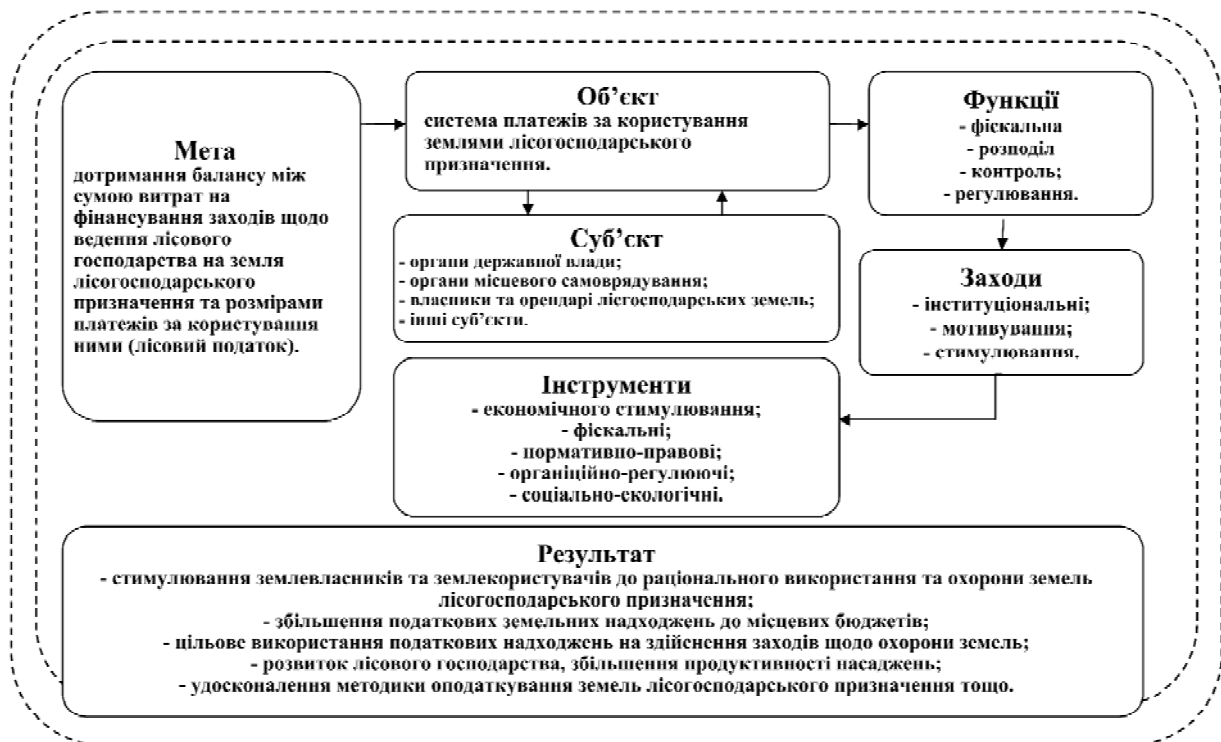 Мета
дотримання балансу між
сумою витрат на
фінансування заходів щодо
ведення лісового
господарства на земля
лісогосподарського
призначення та розмірами
платежів за користування
ними (лісовий податок).
Об’єкт
система платежів за користування
землями лісогосподарського
призначення.
Функції
- фіскальна
- розподіл
- контроль;
- регулювання.
Суб’єкт
- органи державної влади;
- органи місцевого самоврядування;
- власники та орендарі лісгосподарських земель;
- інші суб’єкти.
Заходи
- інституціональні;
- мотивування;
- стимулювання.
Інструменти
- економічного стимулювання;
- фіскальні;
- нормативно-правові;
- органіційно-регулюючі;
- соціально-екологічні.
Результат
- стимулювання землевласників та землекористувачів до раціонального використання та охорони земель
лісогосподарського призначення;
- збільшення податкових земельних надходжень до місцевих бюджетів;
- цільове використання податкових надходжень на здійснення заходів щодо охорони земель;
- розвиток лісового господарства, збільшення продуктивності насаджень;
- удосконалення методики оподаткування земель лісогосподарського призначення тощо.